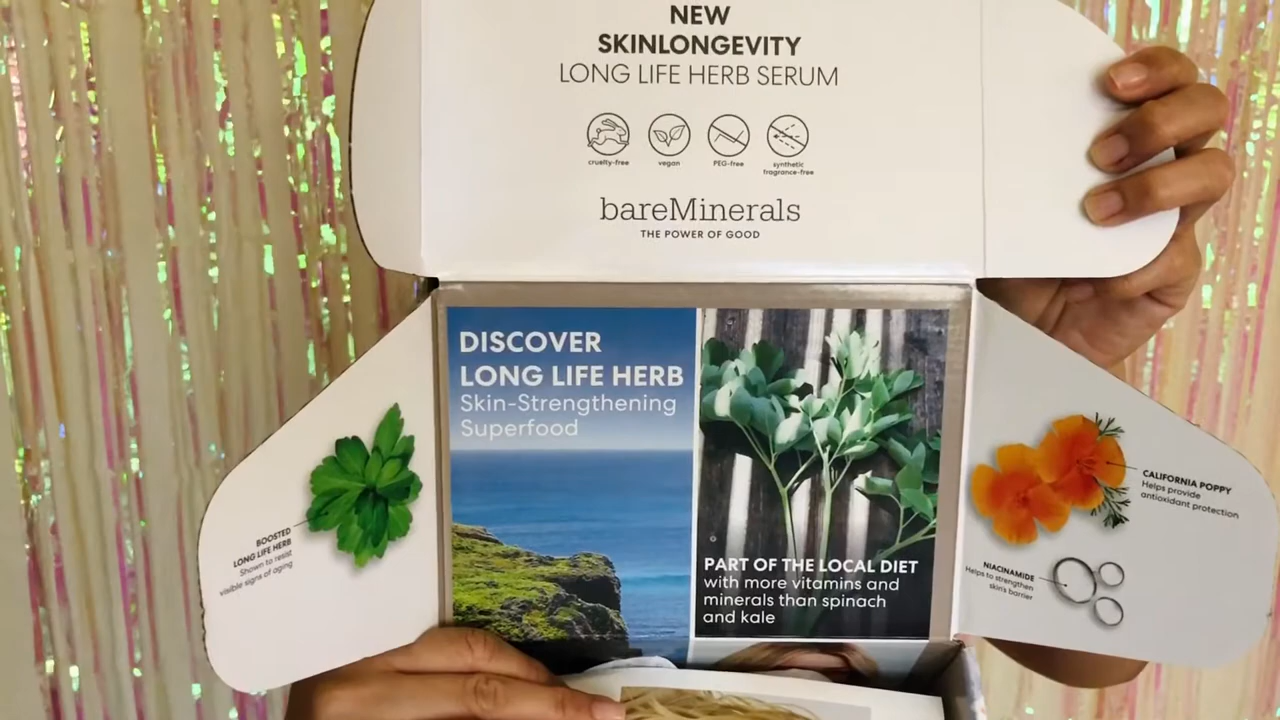 NEW
SKINLONGEVITY
LONG LIFE HERB SERUM
cruelty-free
vegan
PEG-free
synthetic
fragrance-free
bareMinerals
THE POWER OF GOOD
DISCOVER
LONG LIFE HERB
Skin-Strengthening
Superfood
PART OF THE LOCAL DIET
with more vitamins and
minerals than spinach
and kale
BOOSTED
LONG LIFE HERB
Shown to resist
visible signs of aging
CALIFORNIA POPPY
Helps provide
antioxidant protection
NIACINAMIDE
Helps to strengthen
skin's barrier